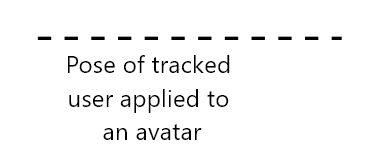 Pose of tracked
user applied to
an avatar